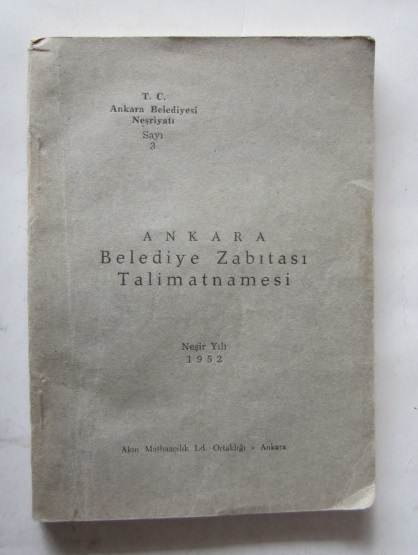 T. C.
Ankara Belediyesi
Neşriyatı
Sayı
3
ANKARA
Belediye Zabıtası
Talimatnamesi
Neşir Yılı
1952
Akın Matbaacılık Ld. Ortaklığı - Ankara